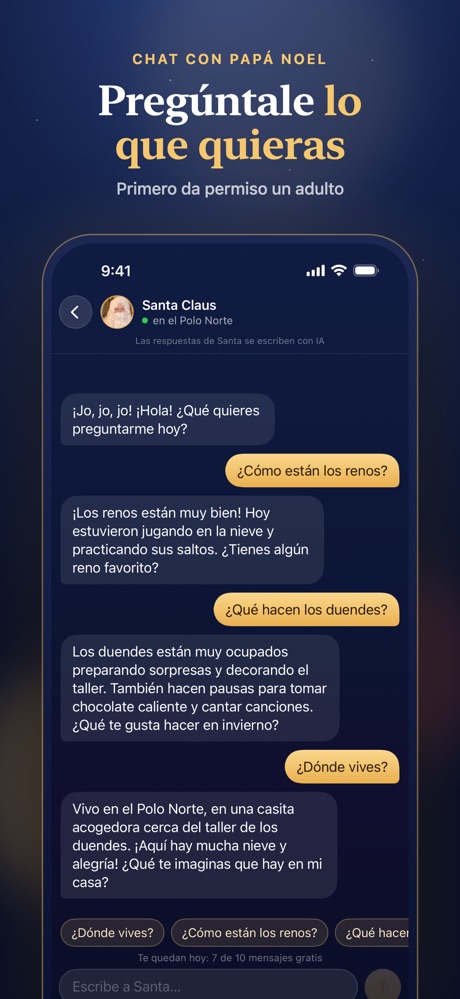 CHAT CON PAPÁ NOEL
Pregúntale lo
que quieras
Primero da permiso un adulto
9:41
Santa Claus
en el Polo Norte
Las respuestas de Santa se escriben con IA
¡Jo, jo, jo! ¡Hola! ¿Qué quieres
preguntarme hoy?
¿Cómo están los renos?
¡Los renos están muy bien! Hoy
estuvieron jugando en la nieve y
practicando sus saltos. ¿Tienes algún
reno favorito?
¿Qué hacen los duendes?
Los duendes están muy ocupados
preparando sorpresas y decorando el
taller. También hacen pausas para tomar
chocolate caliente y cantar canciones.
¿Qué te gusta hacer en invierno?
¿Dónde vives?
Vivo en el Polo Norte, en una casita
acogedora cerca del taller de los
duendes. ¡Aquí hay mucha nieve y
alegría! ¿Qué te imaginas que hay en mi
casa?
¿Dónde vives? ¿Cómo están los renos? ¿Qué hacer
Te quedan hoy: 7 de 10 mensajes gratis
Escribe a Santa...